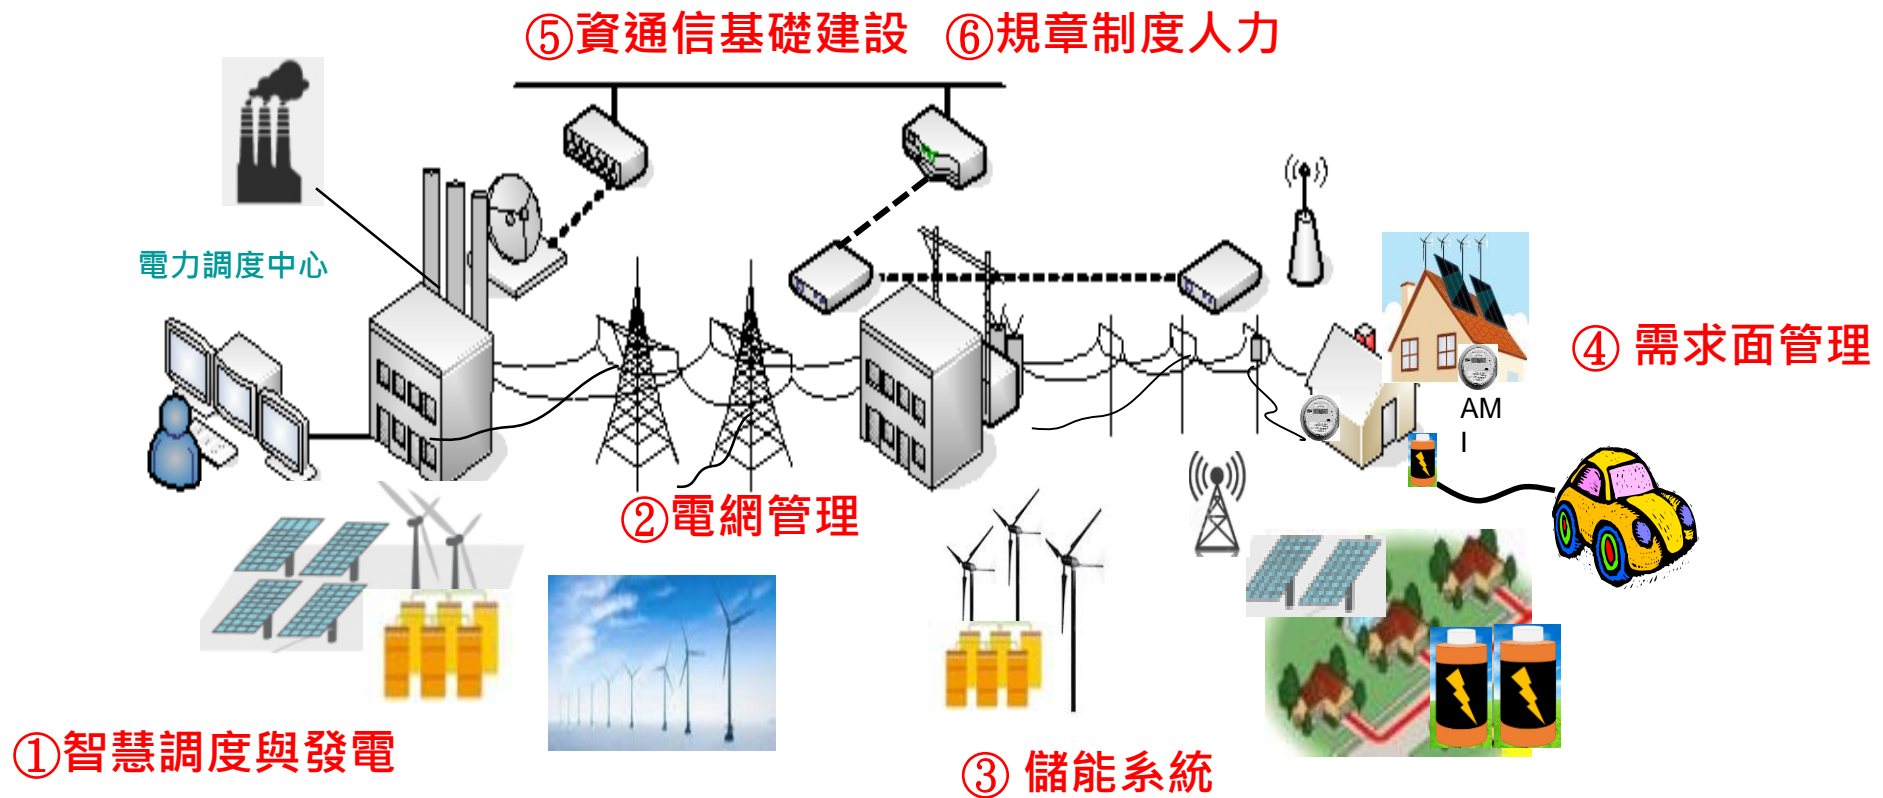 ⑤資通信基礎建設
⑥規章制度人力
電力調度中心
④ 需求面管理
AM
I
②電網管理
①智慧調度與發電
③ 儲能系統